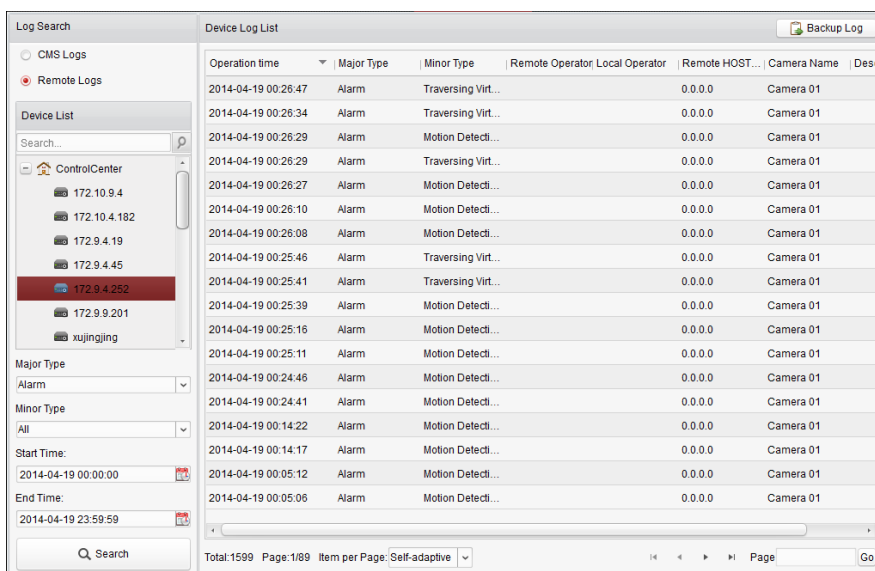 Log Search
CMS Logs
Remote Logs
Device List
Search...
ControlCenter
172.10.9.4
172.10.4.182
172.9.4.19
172.9.4.45
172.9.4.252
172.9.9.201
xujingjing
Major Type
Alarm
Minor Type
All
Start Time:
2014-04-19 00:00:00
End Time:
2014-04-19 23:59:59
Search
Device Log List Backup Log
Operation time Major Type Minor Type Remote Operator Local Operator Remote HOST... Camera Name Desc
2014-04-19 00:26:47 Alarm Traversing Virt... 0.0.0.0 Camera 01
2014-04-19 00:26:34 Alarm Traversing Virt... 0.0.0.0 Camera 01
2014-04-19 00:26:29 Alarm Motion Detecti... 0.0.0.0 Camera 01
2014-04-19 00:26:29 Alarm Traversing Virt... 0.0.0.0 Camera 01
2014-04-19 00:26:27 Alarm Motion Detecti... 0.0.0.0 Camera 01
2014-04-19 00:26:10 Alarm Motion Detecti... 0.0.0.0 Camera 01
2014-04-19 00:26:08 Alarm Motion Detecti... 0.0.0.0 Camera 01
2014-04-19 00:25:46 Alarm Traversing Virt... 0.0.0.0 Camera 01
2014-04-19 00:25:41 Alarm Traversing Virt... 0.0.0.0 Camera 01
2014-04-19 00:25:39 Alarm Motion Detecti... 0.0.0.0 Camera 01
2014-04-19 00:25:16 Alarm Motion Detecti... 0.0.0.0 Camera 01
2014-04-19 00:25:11 Alarm Motion Detecti... 0.0.0.0 Camera 01
2014-04-19 00:24:46 Alarm Motion Detecti... 0.0.0.0 Camera 01
2014-04-19 00:24:41 Alarm Motion Detecti... 0.0.0.0 Camera 01
2014-04-19 00:14:22 Alarm Motion Detecti... 0.0.0.0 Camera 01
2014-04-19 00:14:17 Alarm Motion Detecti... 0.0.0.0 Camera 01
2014-04-19 00:05:12 Alarm Motion Detecti... 0.0.0.0 Camera 01
2014-04-19 00:05:06 Alarm Motion Detecti... 0.0.0.0 Camera 01
Total:1599 Page:1/89 Item per Page: Self-adaptive Page Go